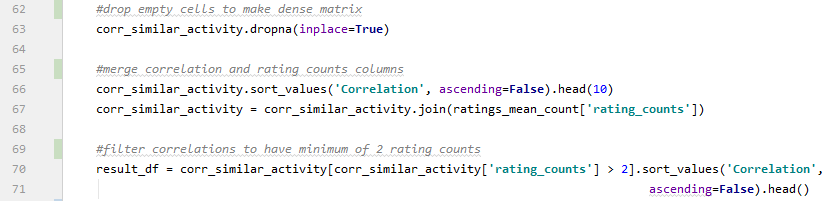 62 #drop empty cells to make dense matrix
63 corr_similar_activity.dropna(inplace=True)
64
65 #merge correlation and rating counts columns
66 corr_similar_activity.sort_values('Correlation', ascending=False).head(10)
67 corr_similar_activity = corr_similar_activity.join(ratings_mean_count['rating_counts'])
68
69 #filter correlations to have minimum of 2 rating counts
70 result_df = corr_similar_activity[corr_similar_activity['rating_counts'] > 2].sort_values('Correlation',
71 ascending=False).head()